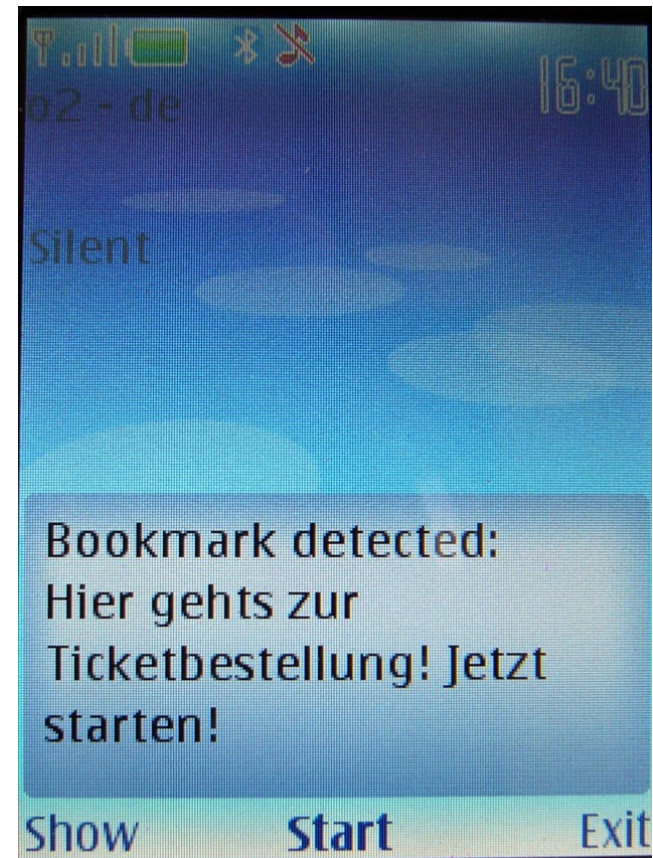 16:40
o2 - de
Silent
Bookmark detected:
Hier gehts zur
Ticketbestellung! Jetzt
starten!
Show Start Exit